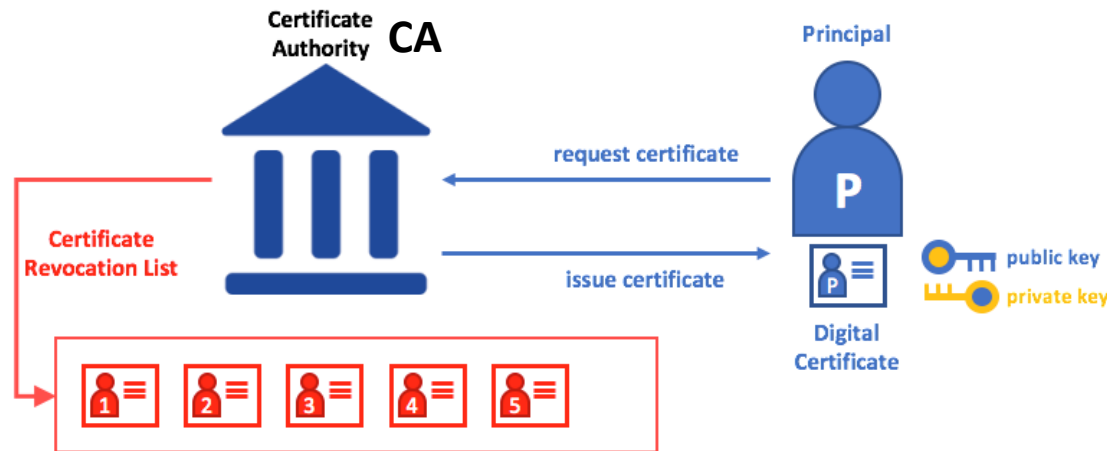 Certificate
Authority
CA
Principal
request certificate
P
Certificate
Revocation List
issue certificate
P
public key
private key
Digital
Certificate
1
2
3
4
5